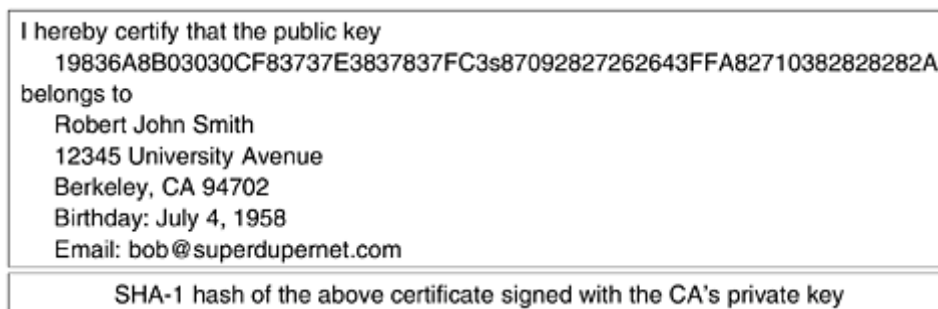 I hereby certify that the public key
19836A8B03030CF83737E3837837FC3s87092827262643FFA82710382828282A
belongs to
Robert John Smith
12345 University Avenue
Berkeley, CA 94702
Birthday: July 4, 1958
Email: bob@superdupernet.com
SHA-1 hash of the above certificate signed with the CA's private key